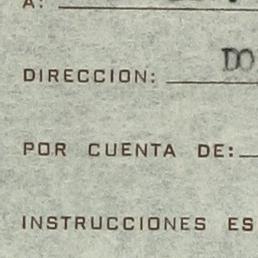 A:
DIRECCION: DO
POR CUENTA DE:
INSTRUCCIONES ES